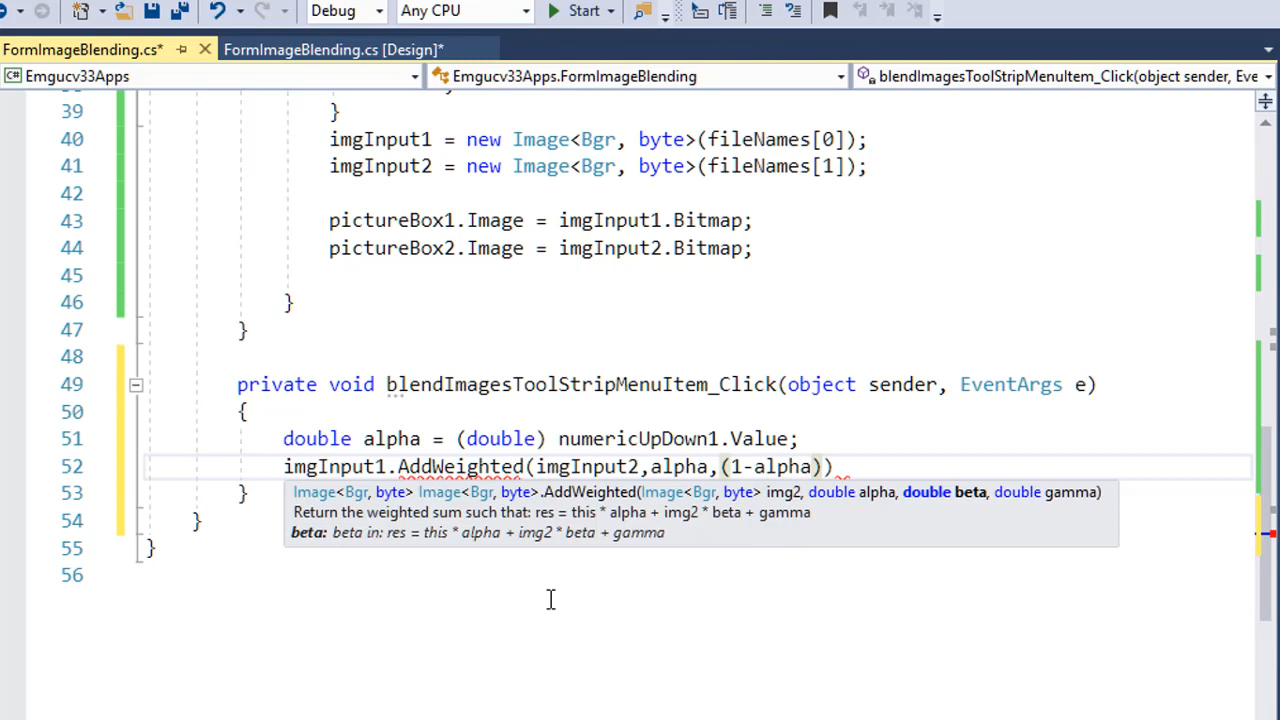 Debug Any CPU Start
FormImageBlending.cs* FormImageBlending.cs [Design]*
Emgucv33Apps Emgucv33Apps.FormImageBlending blendImagesToolStripMenuItem_Click(object sender, Eve
39 }
40 imgInput1 = new Image<Bgr, byte>(fileNames[0]);
41 imgInput2 = new Image<Bgr, byte>(fileNames[1]);
42
43 pictureBox1.Image = imgInput1.Bitmap;
44 pictureBox2.Image = imgInput2.Bitmap;
45
46 }
47 }
48
49 private void blendImagesToolStripMenuItem_Click(object sender, EventArgs e)
50 {
51 double alpha = (double) numericUpDown1.Value;
52 imgInput1.AddWeighted(imgInput2,alpha,(1-alpha))
53 }
Image<Bgr, byte> Image<Bgr, byte>.AddWeighted(Image<Bgr, byte> img2, double alpha, double beta, double gamma)
Return the weighted sum such that: res = this * alpha + img2 * beta + gamma
beta: beta in: res = this * alpha + img2 * beta + gamma
54 }
55 }
56